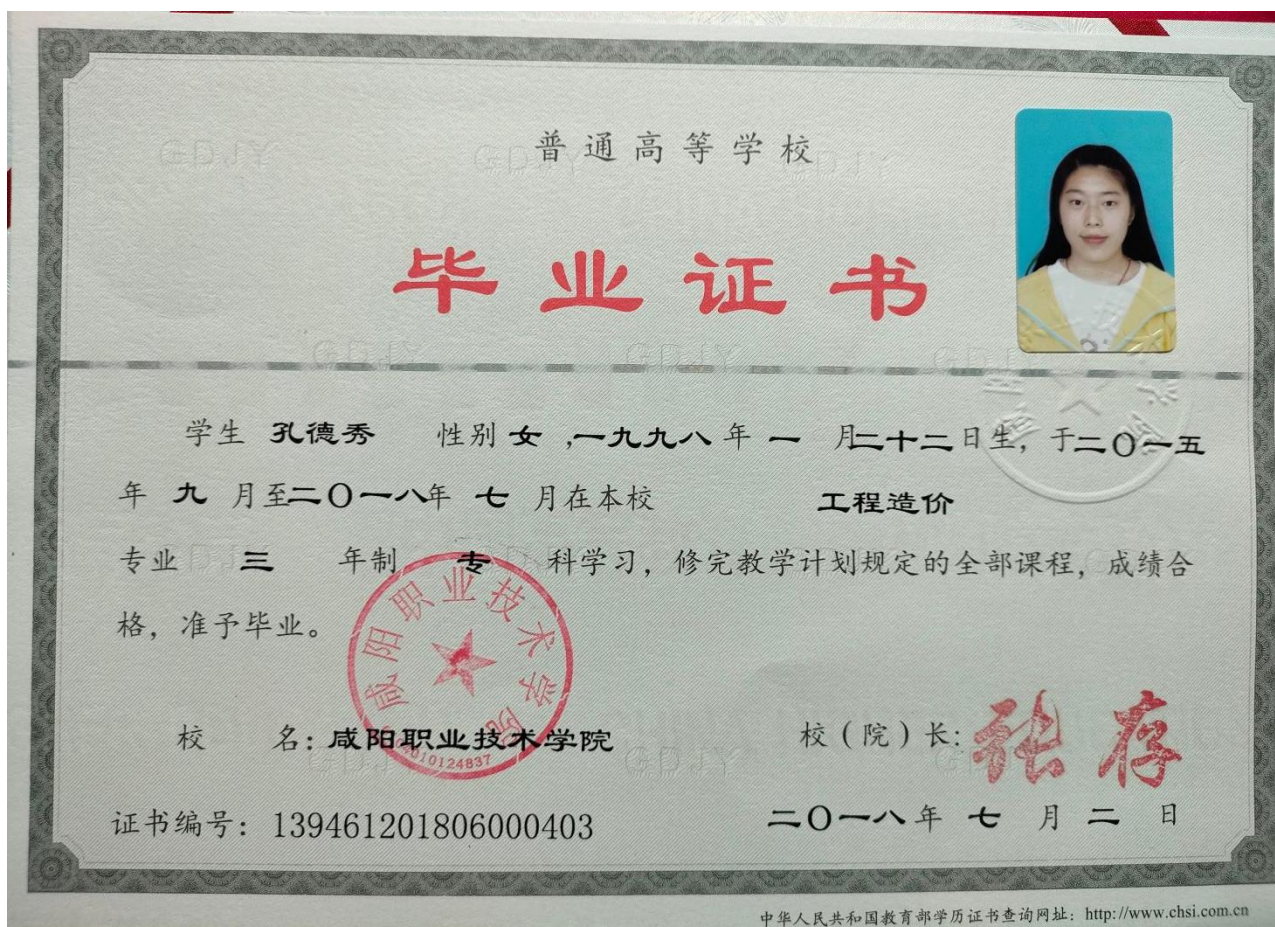 普通高等学校
毕业证书
学生 孔德秀 性别 女 ,一九九八年 一 月二十二日生，于二〇一五
年 九 月至二〇一八年 七 月在本校 工程造价
专业 三 年制 专 科学习，修完教学计划规定的全部课程，成绩合
格，准予毕业。
咸阳职业技术学院
校 名：咸阳职业技术学院 校（院）长：张存
证书编号：139461201806000403 二〇一八年 七 月 二 日
中华人民共和国教育部学历证书查询网址：http://www.chsi.com.cn
GDJY